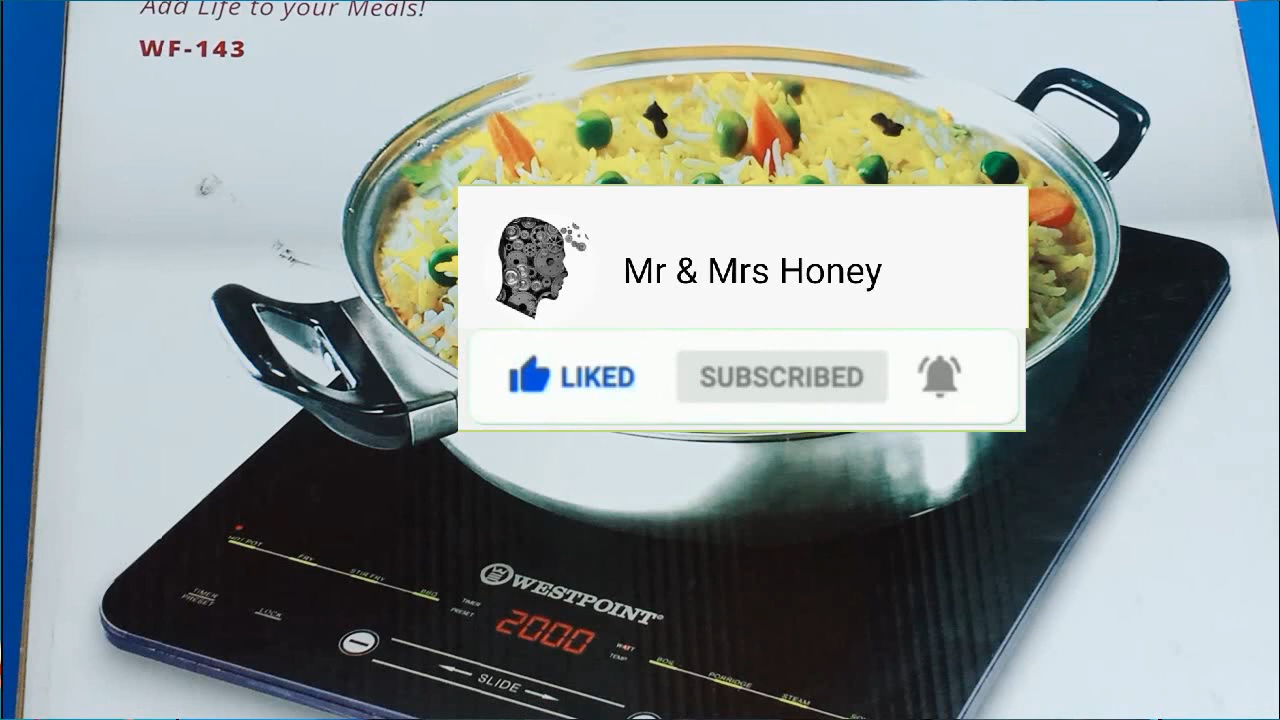 Add Life to your Meals!
WF-143
Mr & Mrs Honey
LIKED
SUBSCRIBED
HOT POT
FRY
STIR FRY
BBQ
TIMER
PRESET
LOCK
TIMER
PRESET
WESTPOINT
2000
WATT
TEMP
BOIL
PORRIDGE
STEAM
SLIDE